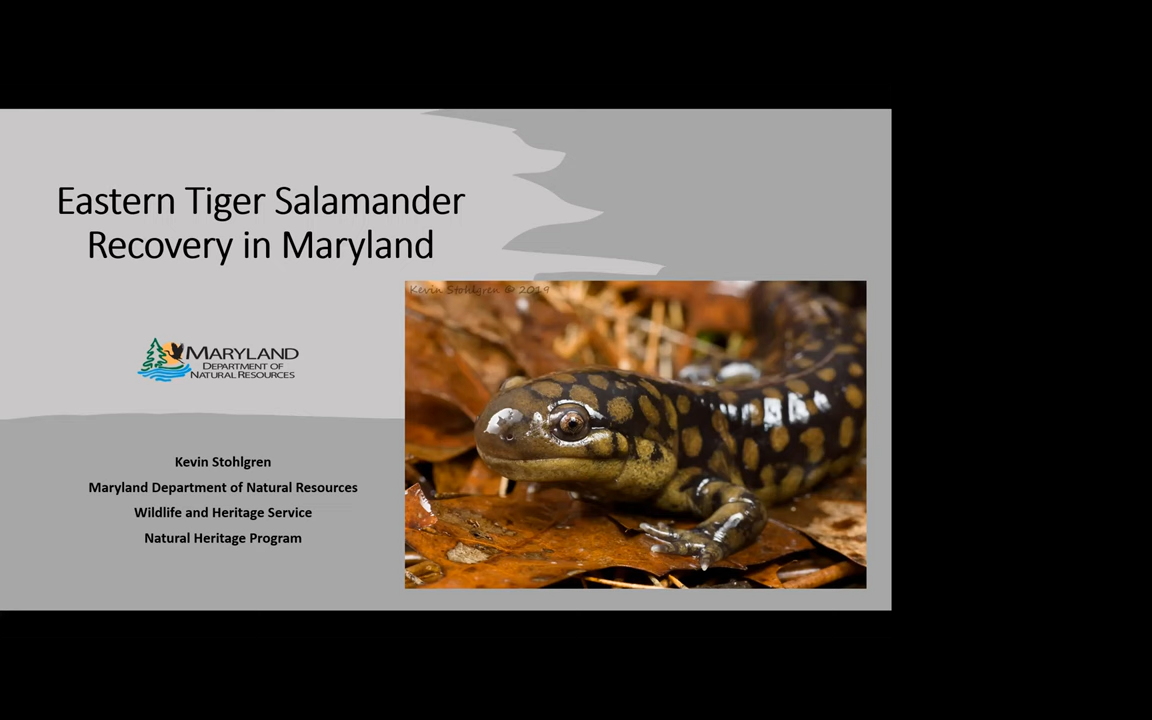 Eastern Tiger Salamander
Recovery in Maryland
Kevin Stohlgren © 2019
MARYLAND
DEPARTMENT OF
NATURAL RESOURCES
Kevin Stohlgren
Maryland Department of Natural Resources
Wildlife and Heritage Service
Natural Heritage Program